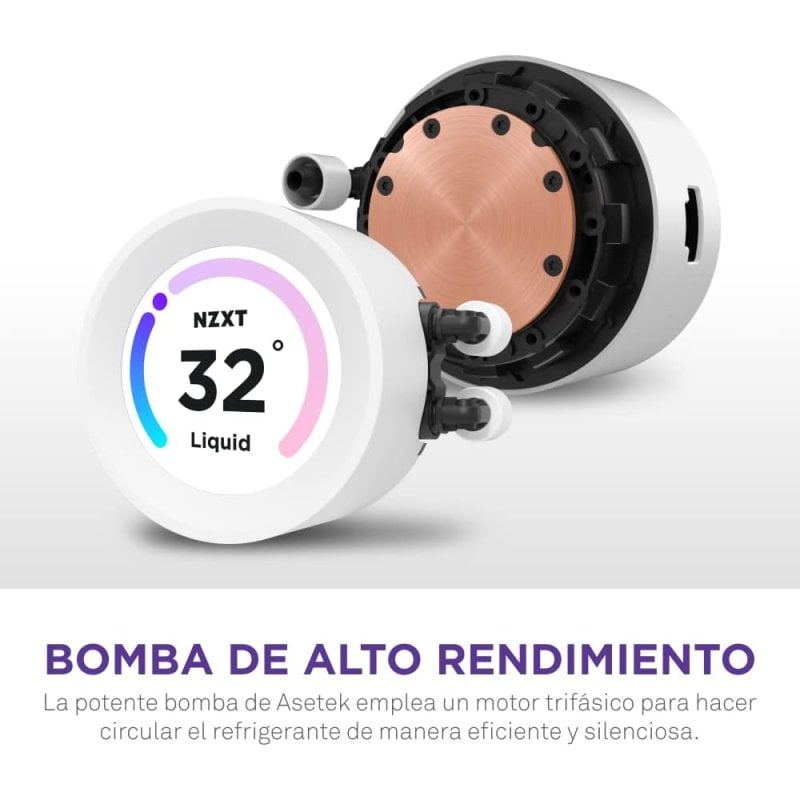 NZXT
32°
Liquid
BOMBA DE ALTO RENDIMIENTO
La potente bomba de Asetek emplea un motor trifásico para hacer
circular el refrigerante de manera eficiente y silenciosa.